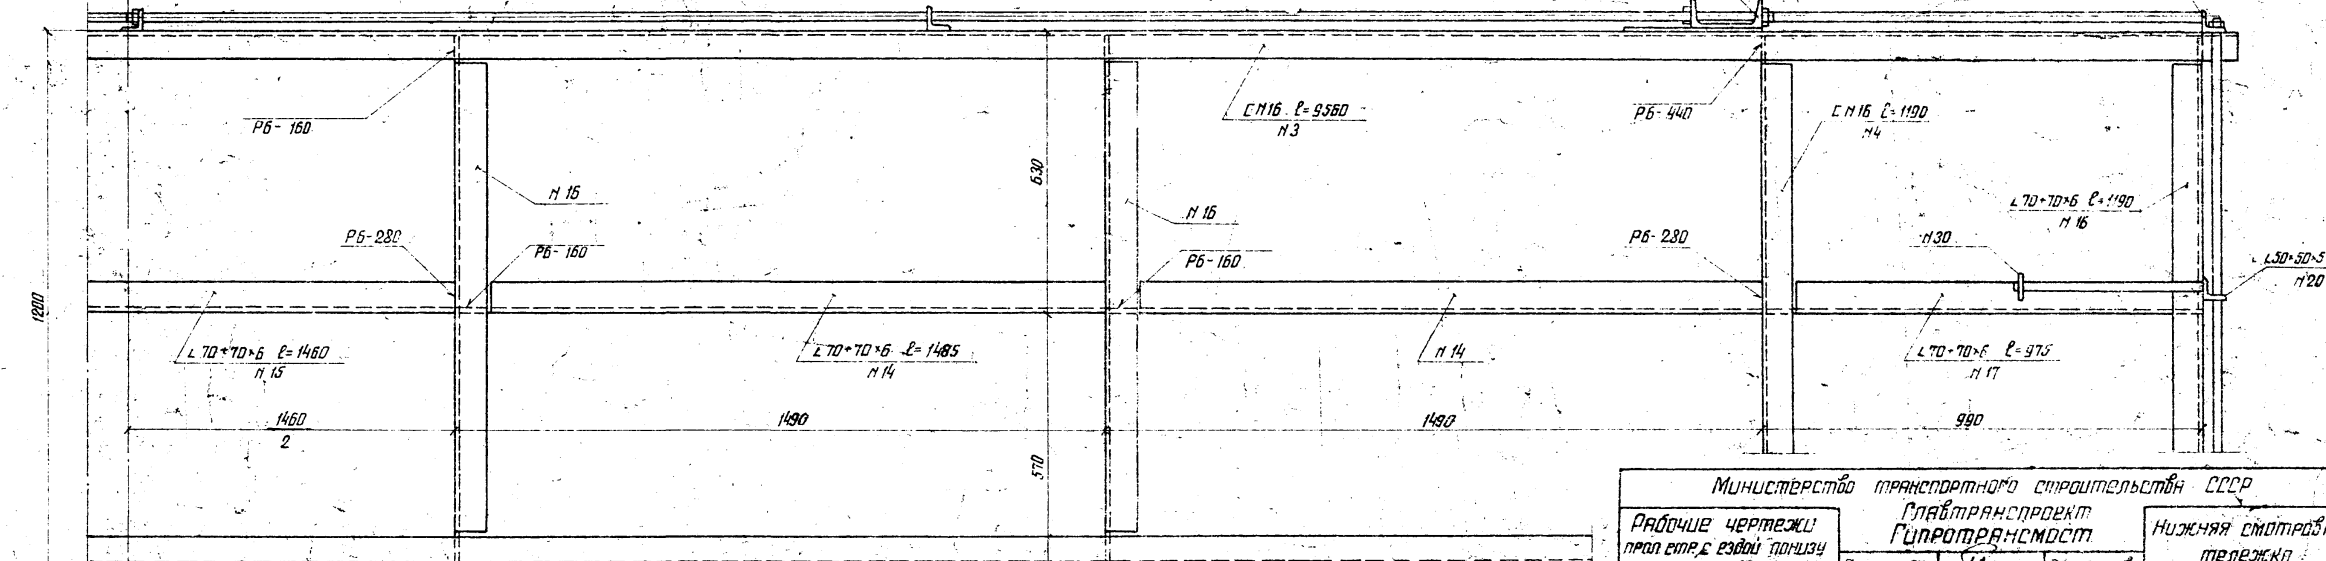 Р6-160
С N16 ℓ=9560
N3
Р6-440
С N16 ℓ=1190
N4
630
N 16
N 16
∟70×70×6 ℓ=1190
N 16
Р6-280
Р6-160
Р6-160
Р6-280
N30
∟50×50×5
N20
1200
∟70×70×6 ℓ=1460
N 15
∟70×70×6 ℓ=1485
N 14
N 14
∟70×70×6 ℓ=975
N 17
1460
2
1490
1490
990
570
Министерство транспортного строительства СССР
Главтранспроект
Гипротрансмост
Рабочие чертежи
прол.стр. с ездой понизу
Нижняя смотров
тележка